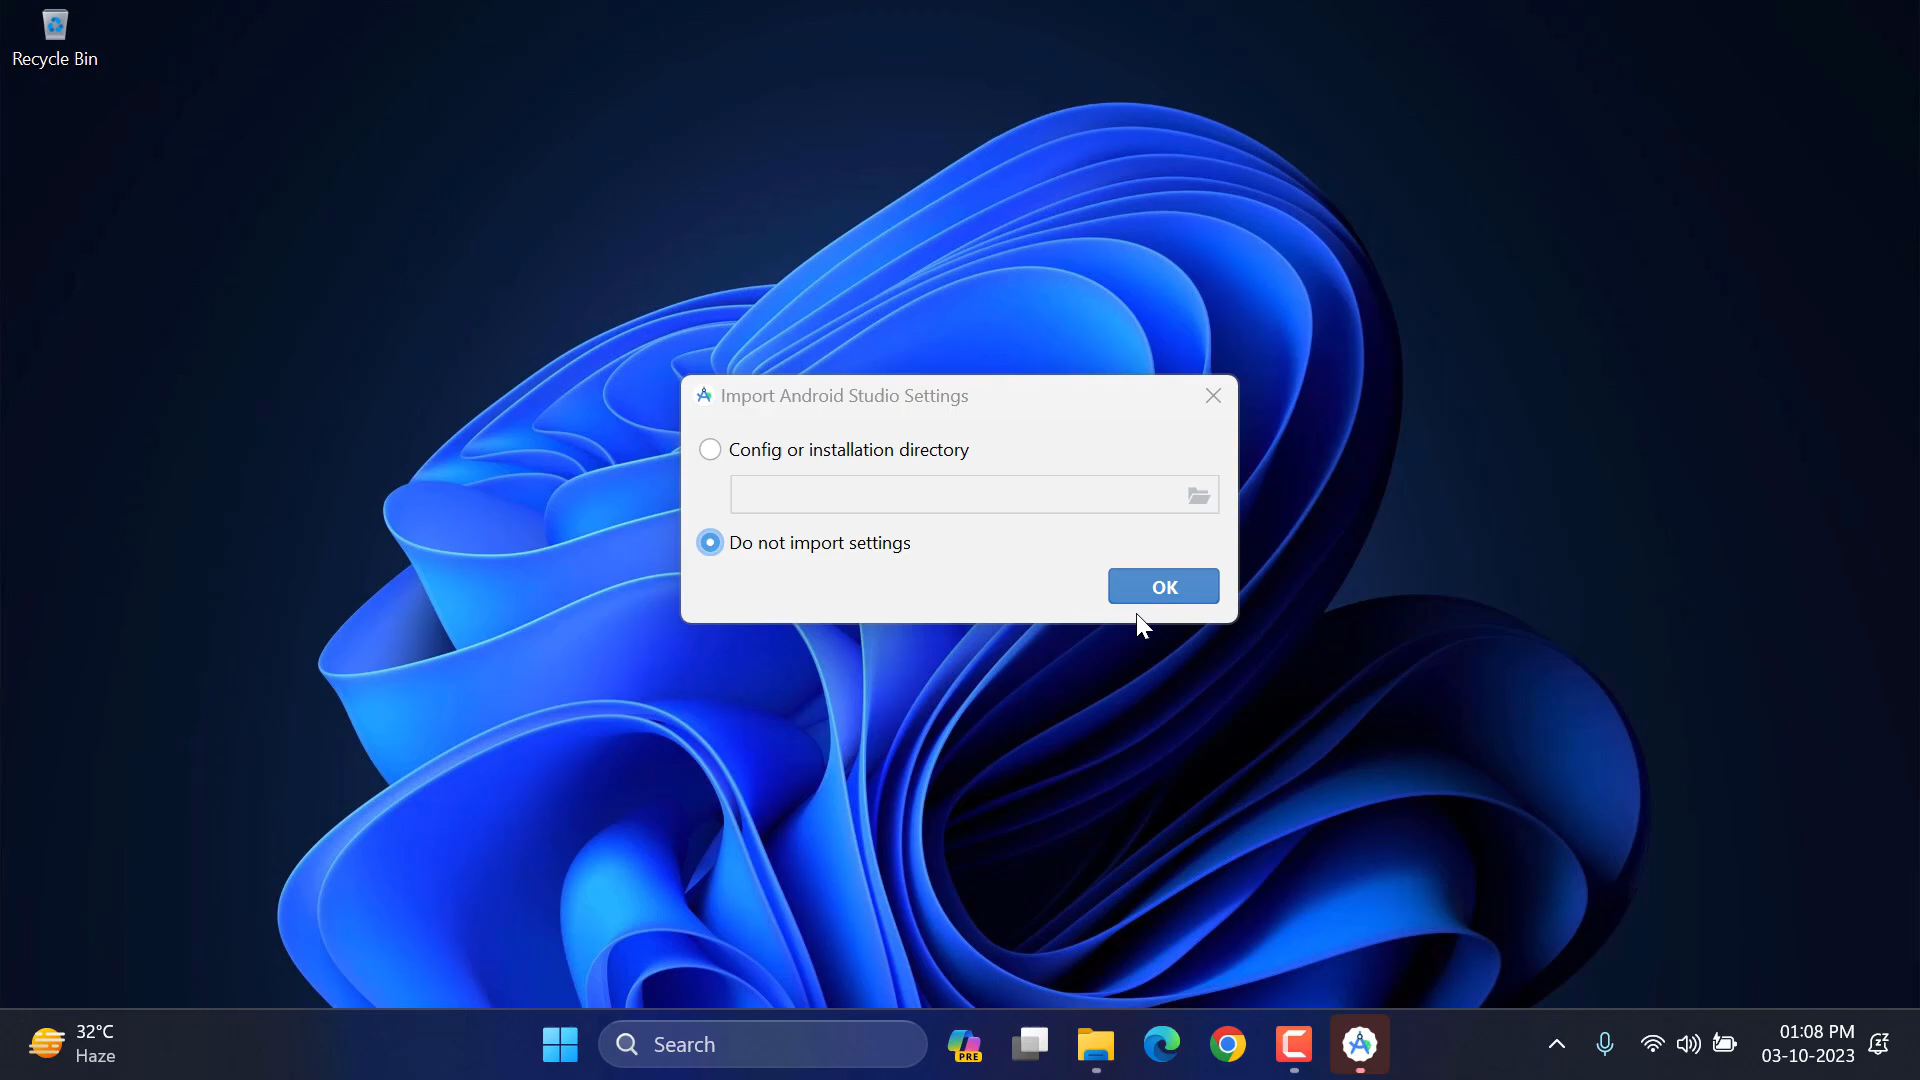 Recycle Bin
Import Android Studio Settings
Config or installation directory
Do not import settings
OK
32°C
Haze
Search
PRE
01:08 PM
03-10-2023